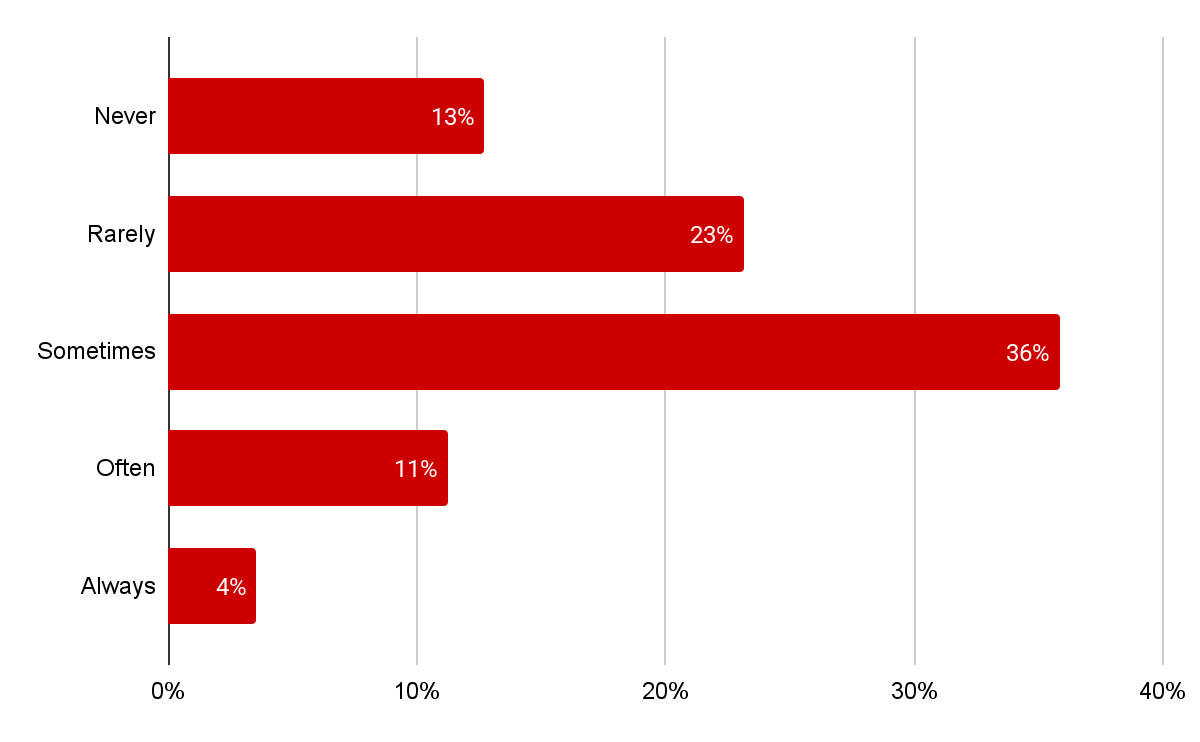 Never
13%
Rarely
23%
Sometimes
36%
Often
11%
Always
4%
0%
10%
20%
30%
40%